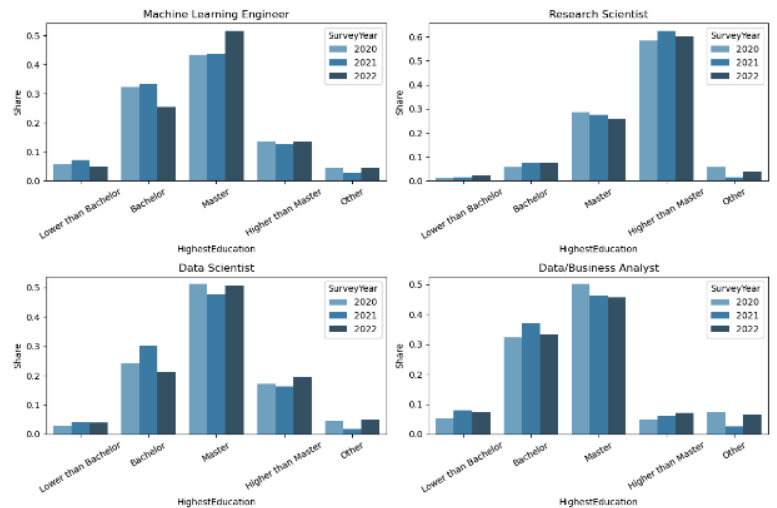 Machine Learning Engineer
Share
0.5
0.4
0.3
0.2
0.1
0.0
SurveyYear
2020
2021
2022
Lower than Bachelor
Bachelor
Master
Higher than Master
Other
HighestEducation
Research Scientist
Share
0.6
0.5
0.4
0.3
0.2
0.1
0.0
SurveyYear
2020
2021
2022
Lower than Bachelor
Bachelor
Master
Higher than Master
Other
HighestEducation
Data Scientist
Share
0.5
0.4
0.3
0.2
0.1
0.0
SurveyYear
2020
2021
2022
Lower than Bachelor
Bachelor
Master
Higher than Master
Other
HighestEducation
Data/Business Analyst
Share
0.5
0.4
0.3
0.2
0.1
0.0
SurveyYear
2020
2021
2022
Lower than Bachelor
Bachelor
Master
Higher than Master
Other
HighestEducation